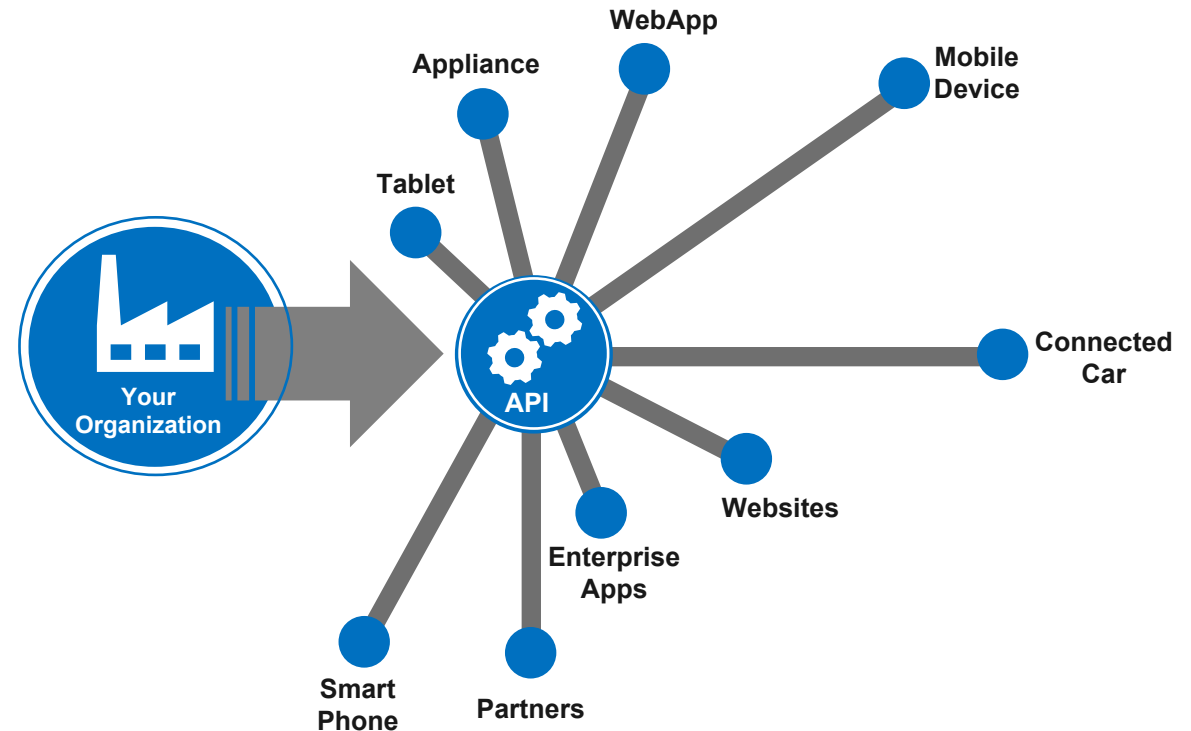 WebApp
Appliance
Mobile
Device
Tablet
Your
Organization
API
Connected
Car
Websites
Enterprise
Apps
Smart
Phone
Partners